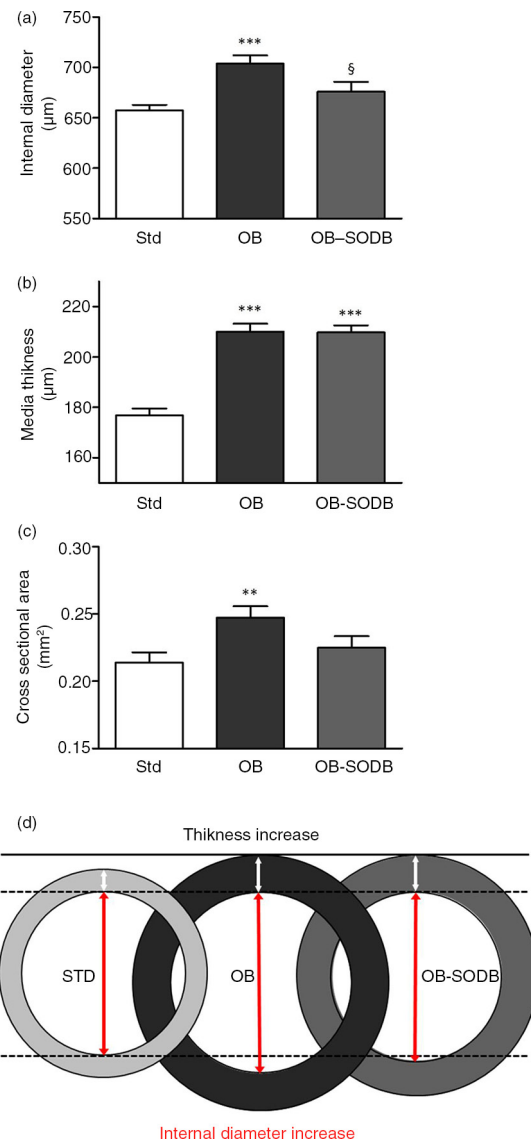 (a)
750
700
650
600
550
Internal diameter
(µm)
***
§
Std
OB
OB–SODB
(b)
220
200
180
160
Media thikness
(µm)
***
***
Std
OB
OB-SODB
(c)
0.30
0.25
0.20
0.15
Cross sectional area
(mm²)
**
Std
OB
OB-SODB
(d)
Thikness increase
STD
OB
OB-SODB
Internal diameter increase